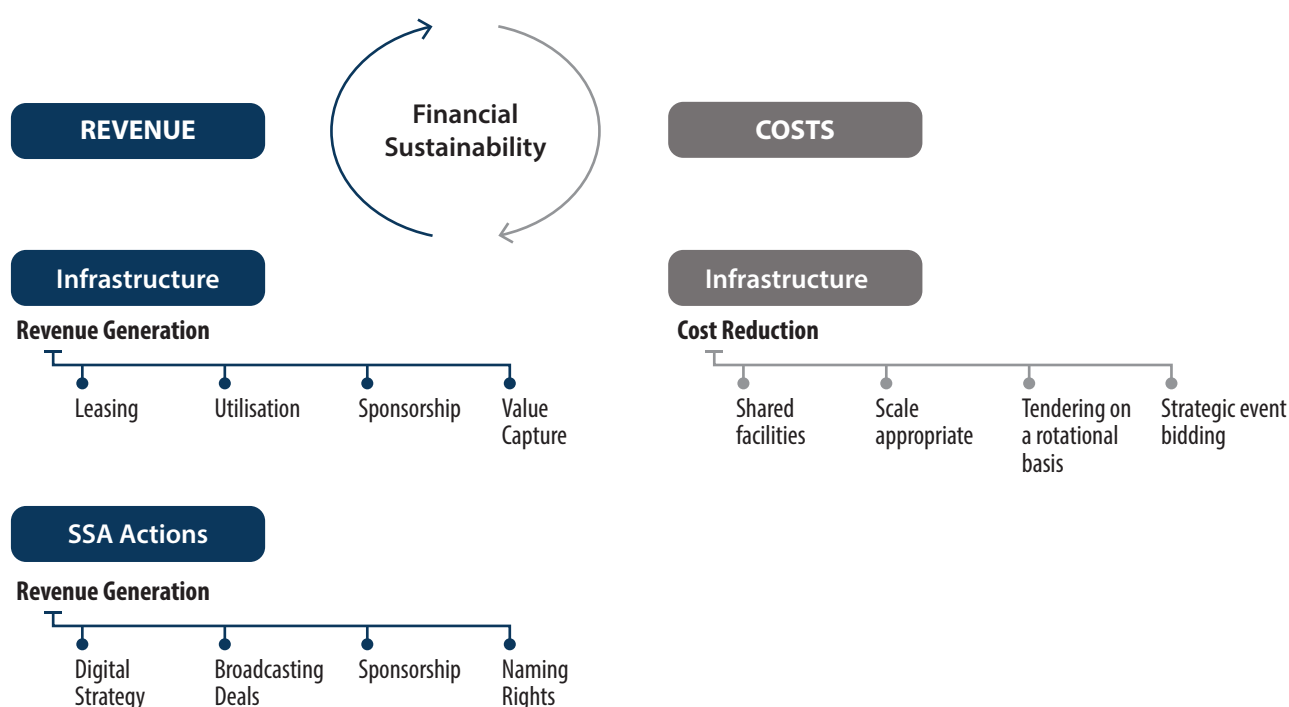 Financial
Sustainability
REVENUE
COSTS
Infrastructure
Revenue Generation
Leasing
Utilisation
Sponsorship
Value
Capture
Infrastructure
Cost Reduction
Shared
facilities
Scale
appropriate
Tendering on
a rotational
basis
Strategic event
bidding
SSA Actions
Revenue Generation
Digital
Strategy
Broadcasting
Deals
Sponsorship
Naming
Rights